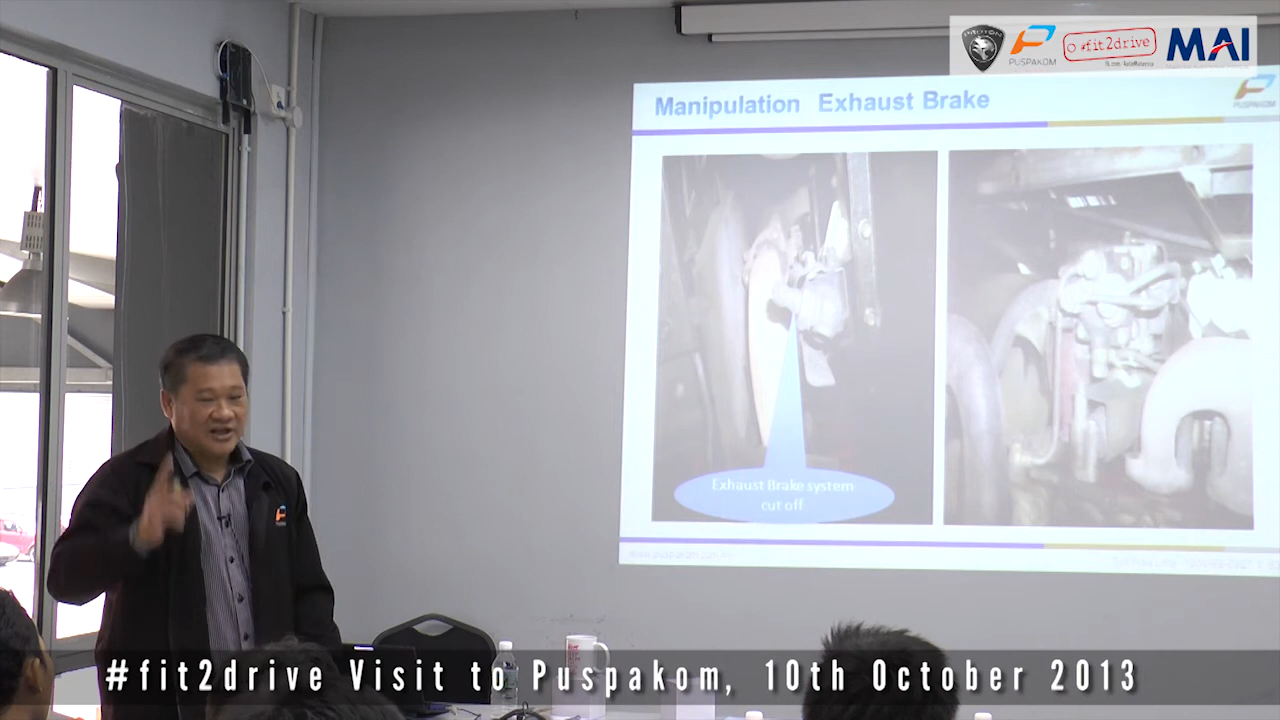 PROTON
PUSPAKOM
#fit2drive
MAI
Manipulation Exhaust Brake
PUSPAKOM
Exhaust Brake system
cut off
#fit2drive Visit to Puspakom, 10th October 2013